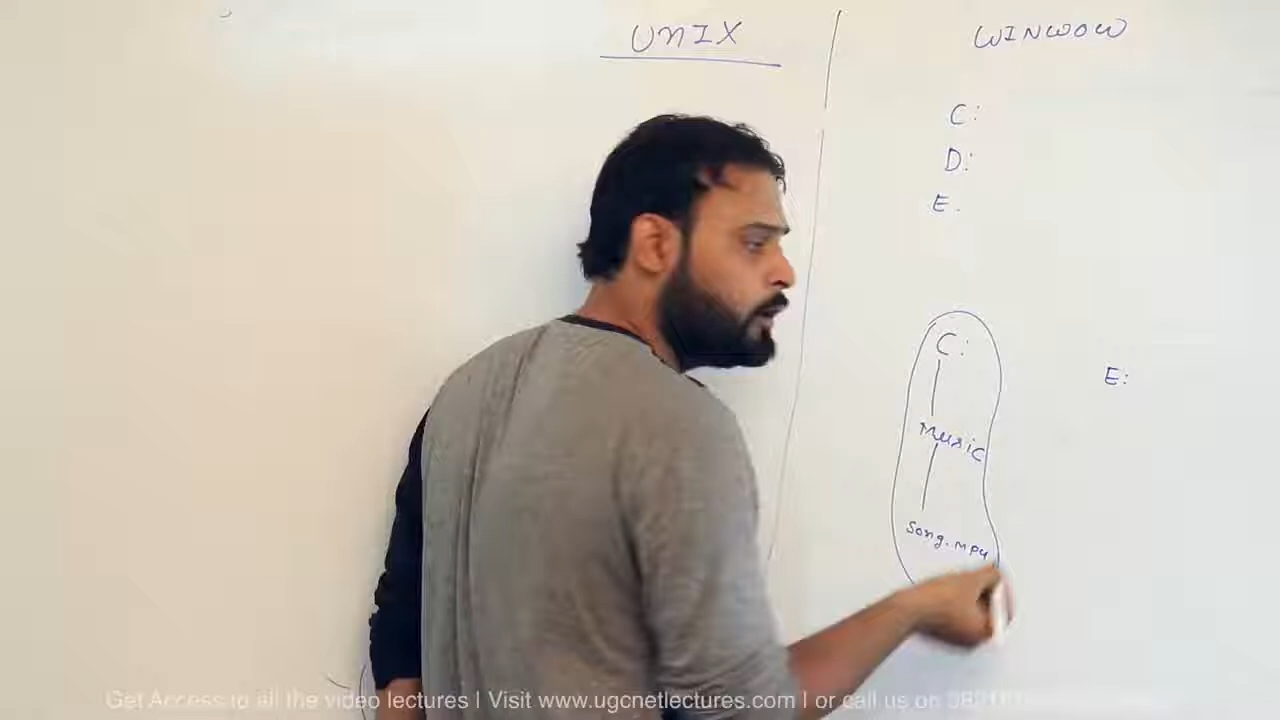 UNIX
WINWOW
C:
D:
E.
C:
E:
Music
Song.mp4
Get Access to all the video lectures | Visit www.ugcnetlectures.com | or call us on